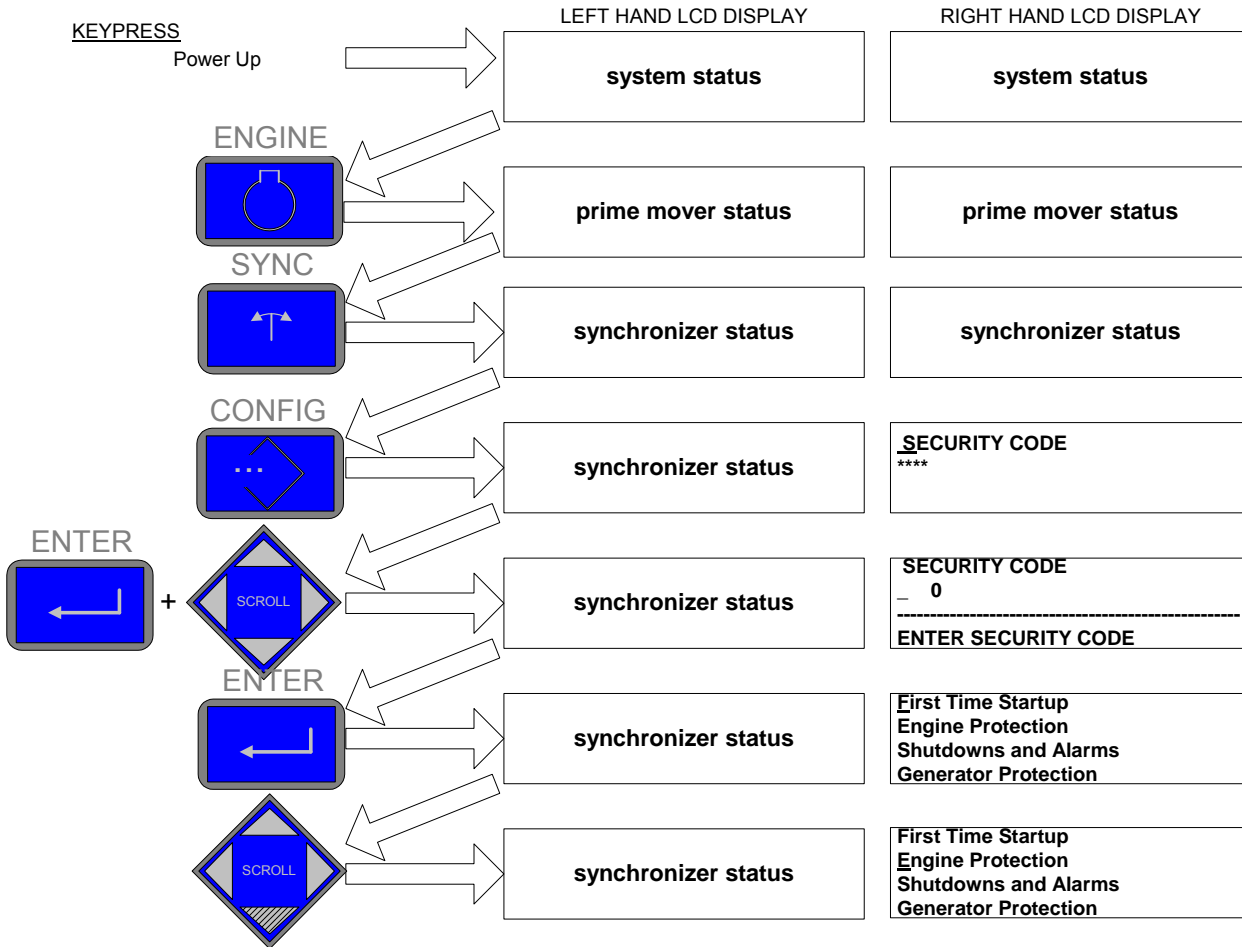 LEFT HAND LCD DISPLAY
RIGHT HAND LCD DISPLAY
KEYPRESS
Power Up
system status
system status
ENGINE
prime mover status
prime mover status
SYNC
synchronizer status
synchronizer status
CONFIG
...
synchronizer status
SECURITY CODE
****
ENTER
+
SCROLL
synchronizer status
SECURITY CODE
_ 0
--------------------------------------------------
ENTER SECURITY CODE
ENTER
synchronizer status
First Time Startup
Engine Protection
Shutdowns and Alarms
Generator Protection
SCROLL
synchronizer status
First Time Startup
Engine Protection
Shutdowns and Alarms
Generator Protection